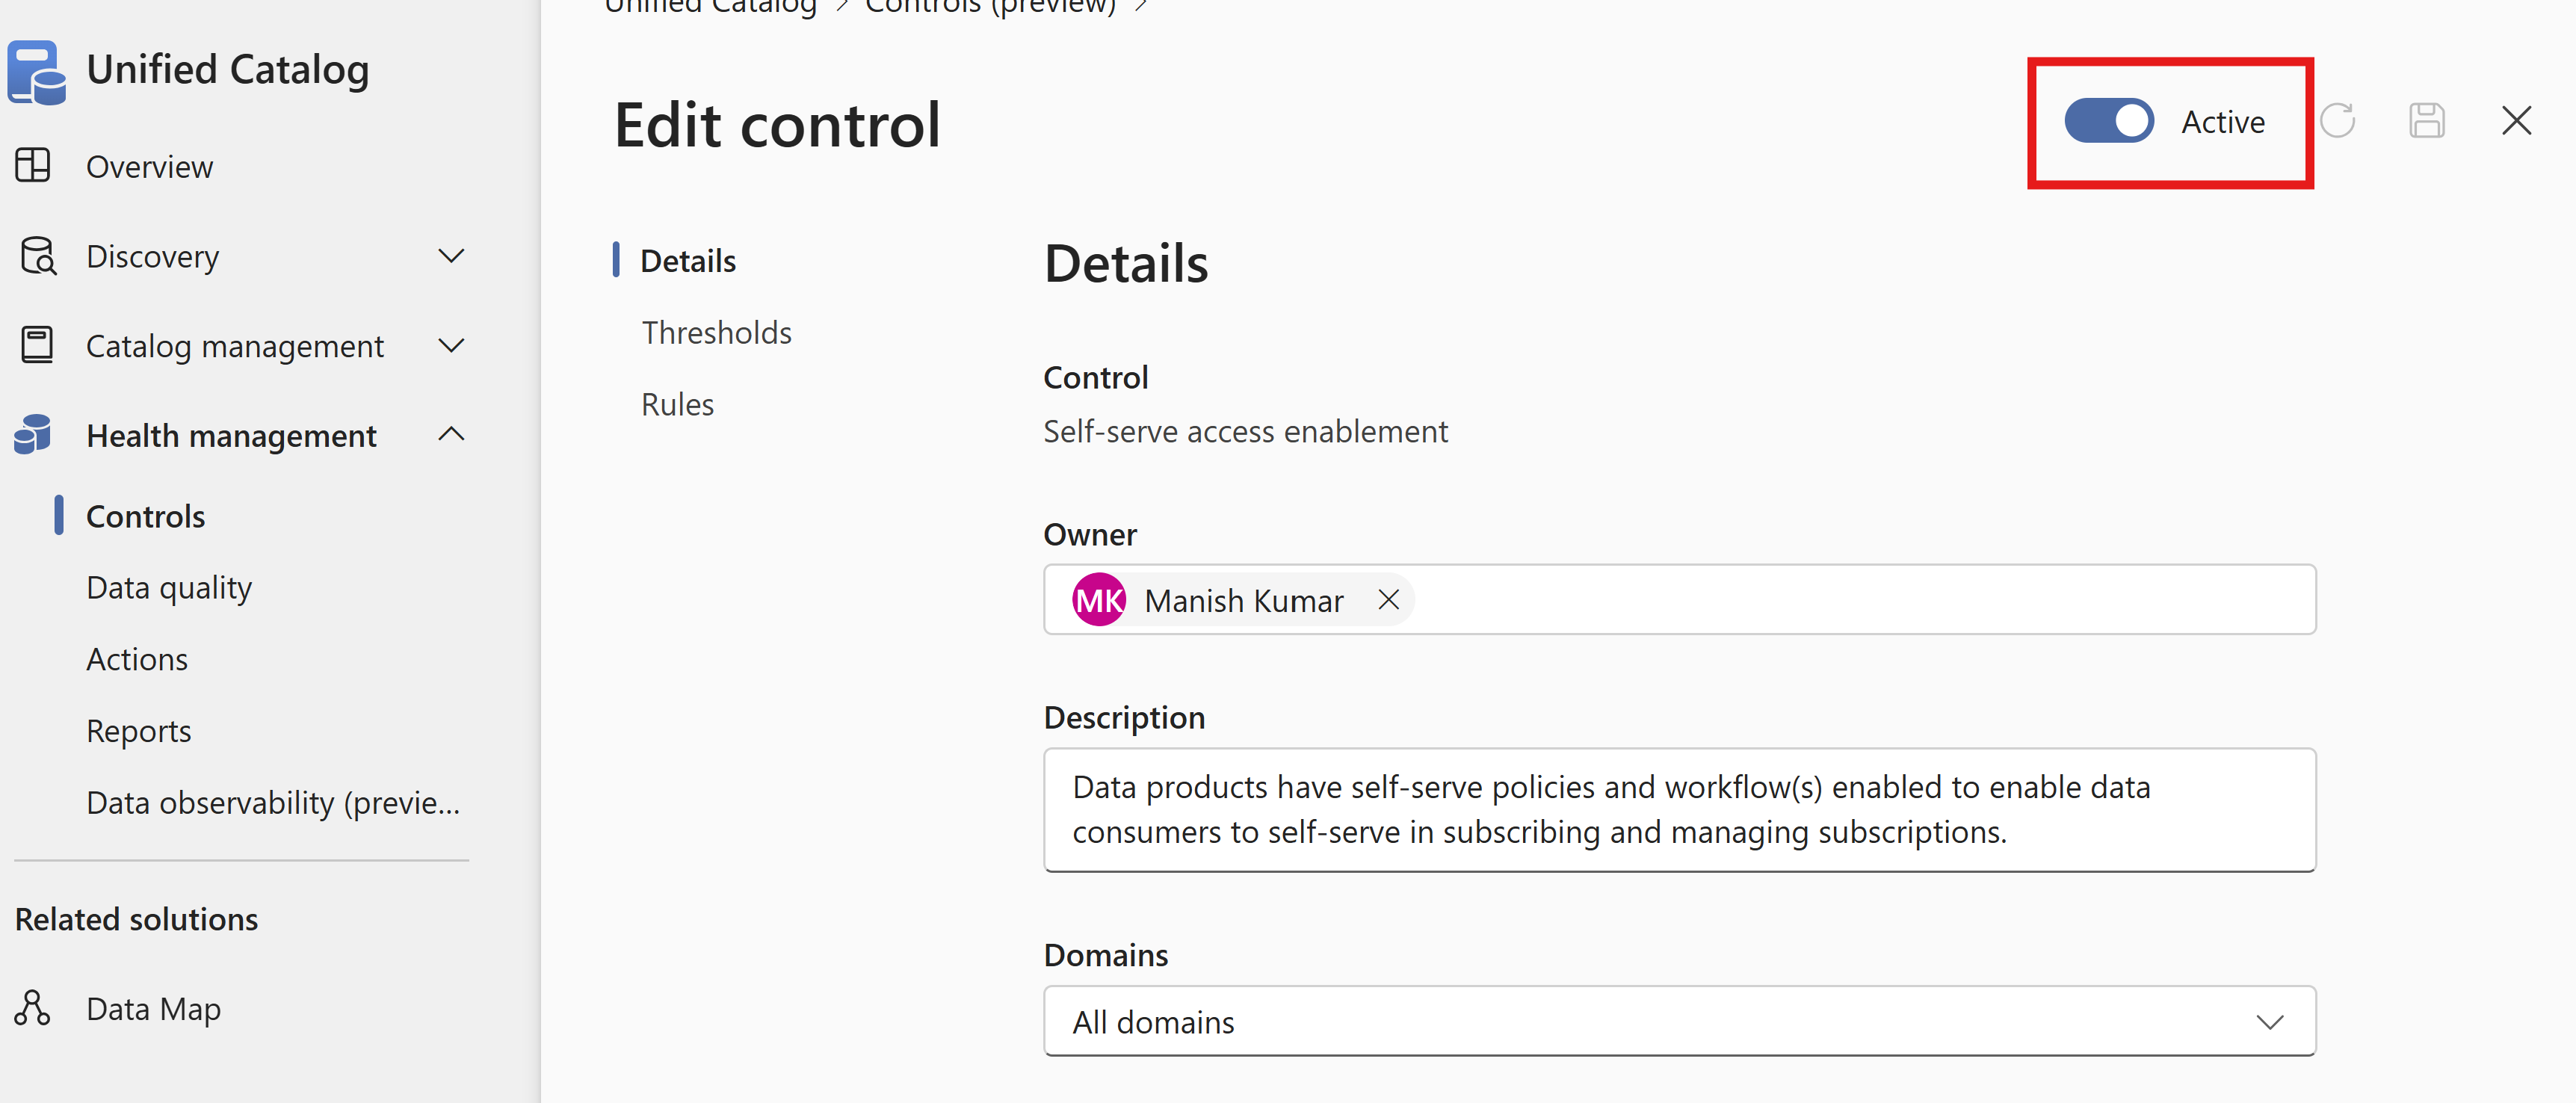 Unified Catalog > Controls (preview) >
Unified Catalog
Overview
Discovery
Catalog management
Health management
Controls
Data quality
Actions
Reports
Data observability (previe...
Related solutions
Data Map
Edit control
Active
Details
Thresholds
Rules
Details
Control
Self-serve access enablement
Owner
MK Manish Kumar
Description
Data products have self-serve policies and workflow(s) enabled to enable data
consumers to self-serve in subscribing and managing subscriptions.
Domains
All domains